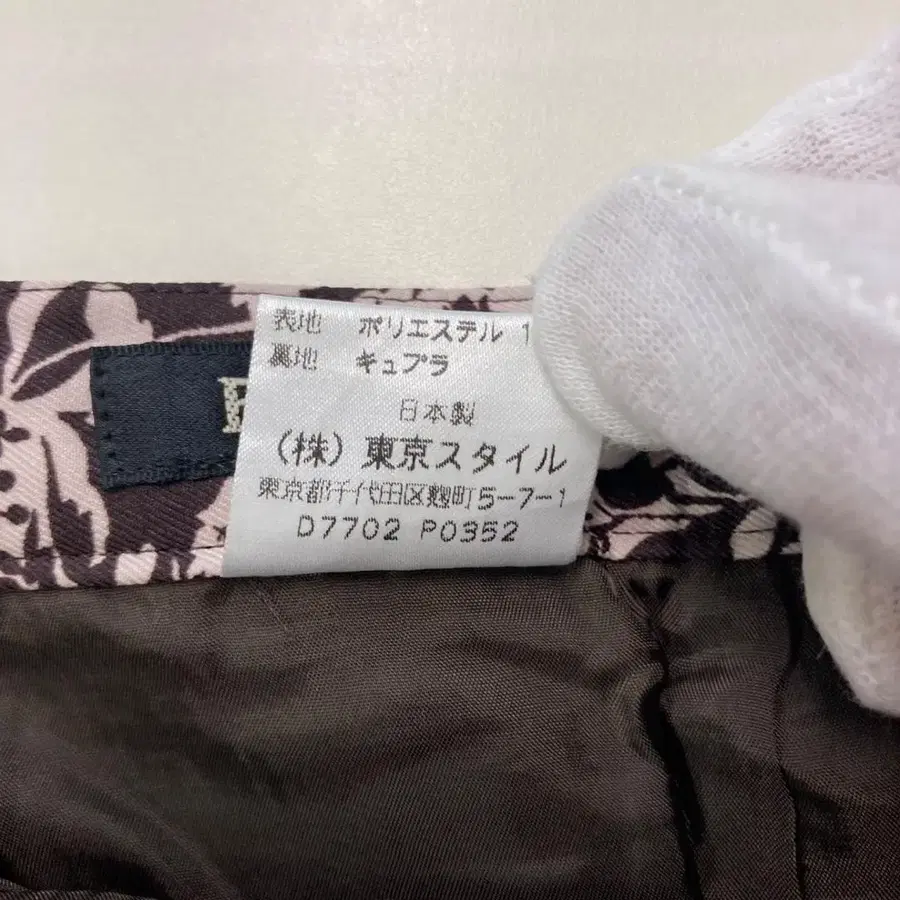 表地 ポリエステル 1
裏地 キュプラ
日本製
(株) 東京スタイル
東京都千代田区麹町5-7-1
D7702 P0352